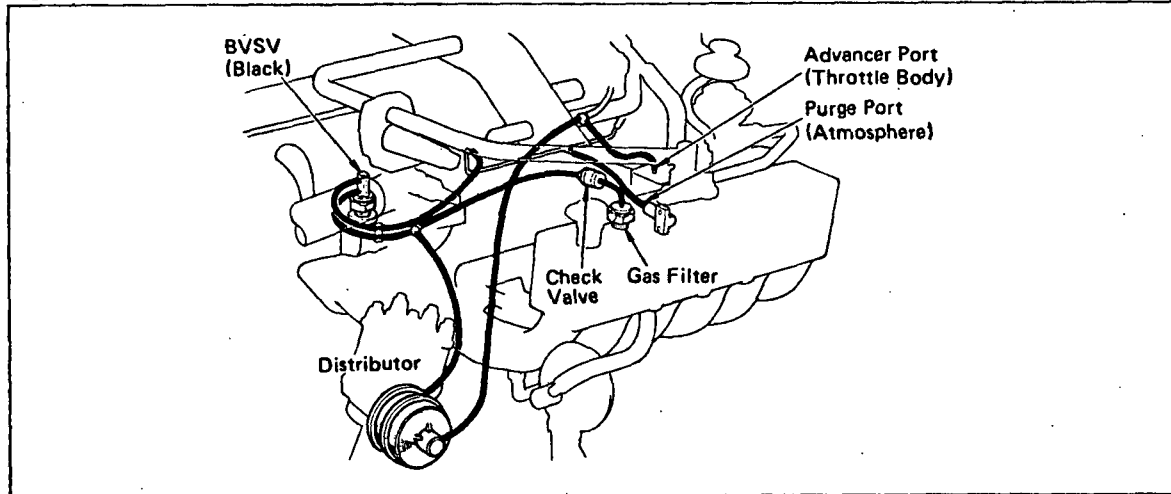 BVSV
(Black)
Advancer Port
(Throttle Body)
Purge Port
(Atmosphere)
Check
Valve
Gas Filter
Distributor